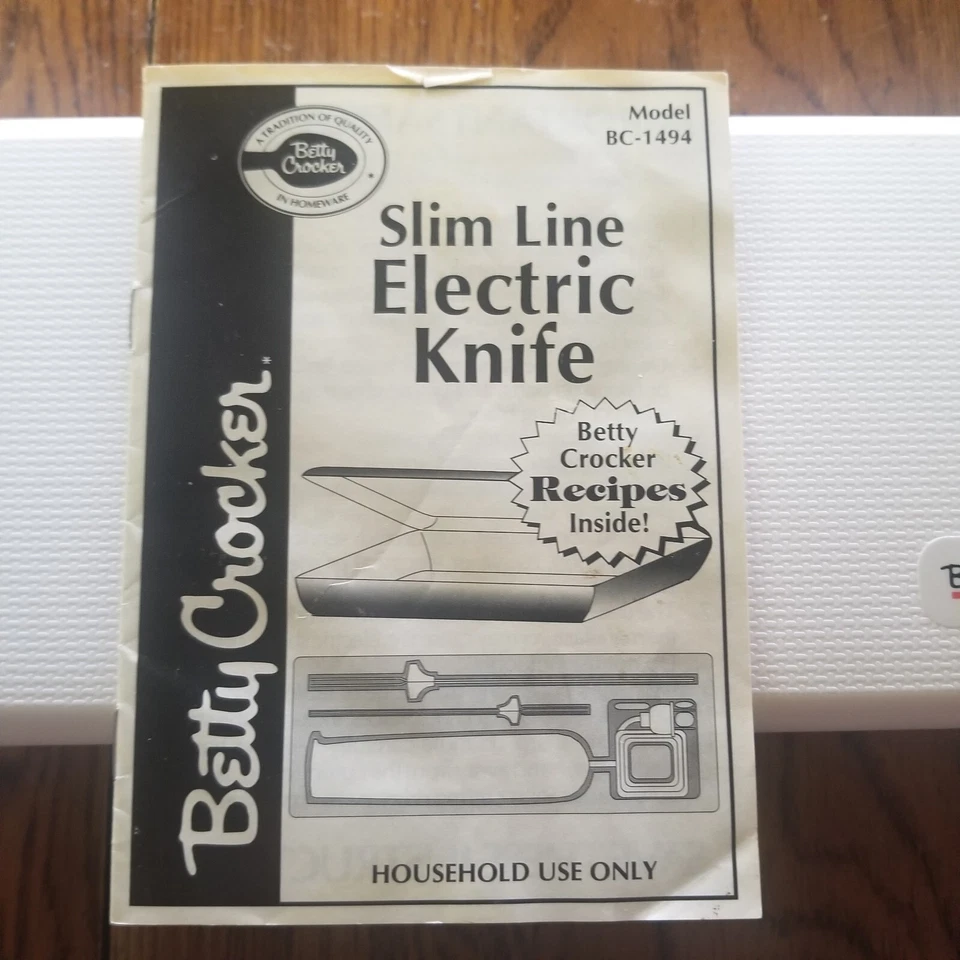 A TRADITION OF QUALITY
Betty
Crocker
IN HOMEWARE
Model
BC-1494
Slim Line
Electric
Knife
Betty
Crocker
Recipes
Inside!
Betty Crocker*
HOUSEHOLD USE ONLY